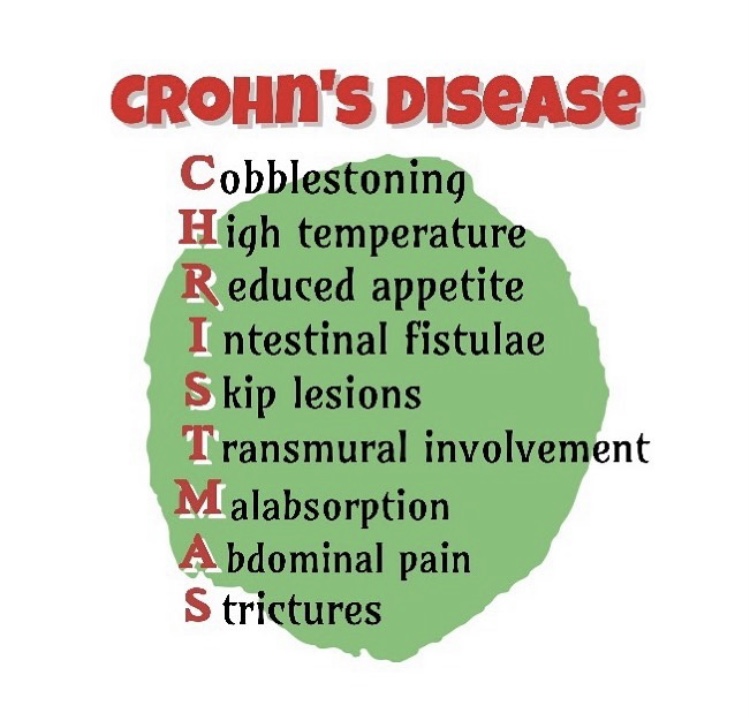 CROHn's DISeASe
Cobblestoning
High temperature
Reduced appetite
Intestinal fistulae
Skip lesions
Transmural involvement
Malabsorption
Abdominal pain
Strictures